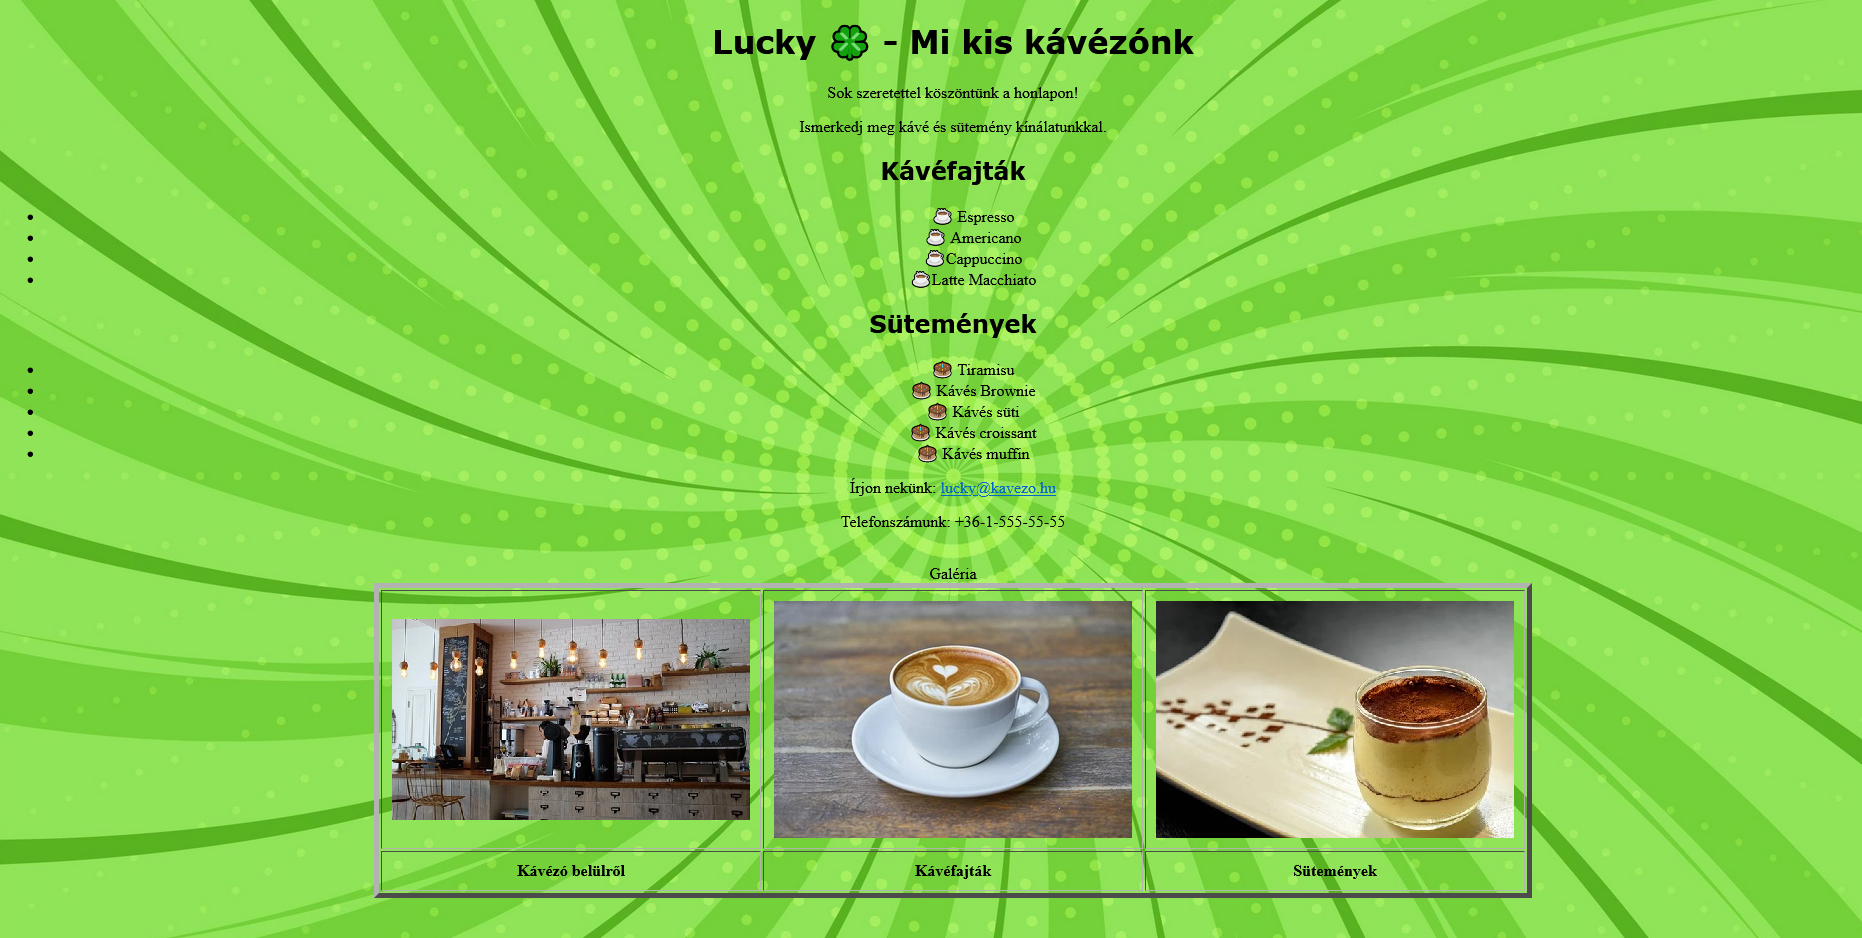 Lucky 🍀 - Mi kis kávézónk
Sok szeretettel köszöntünk a honlapon!
Ismerkedj meg kávé és sütemény kínálatunkkal.
Kávéfajták
Espresso
Americano
Cappuccino
Latte Macchiato
Sütemények
Tiramisu
Kávés Brownie
Kávés süti
Kávés croissant
Kávés muffin
Írjon nekünk: lucky@kavezo.hu
Telefonszámunk: +36-1-555-55-55
Galéria
Kávézó belülről
Kávéfajták
Sütemények